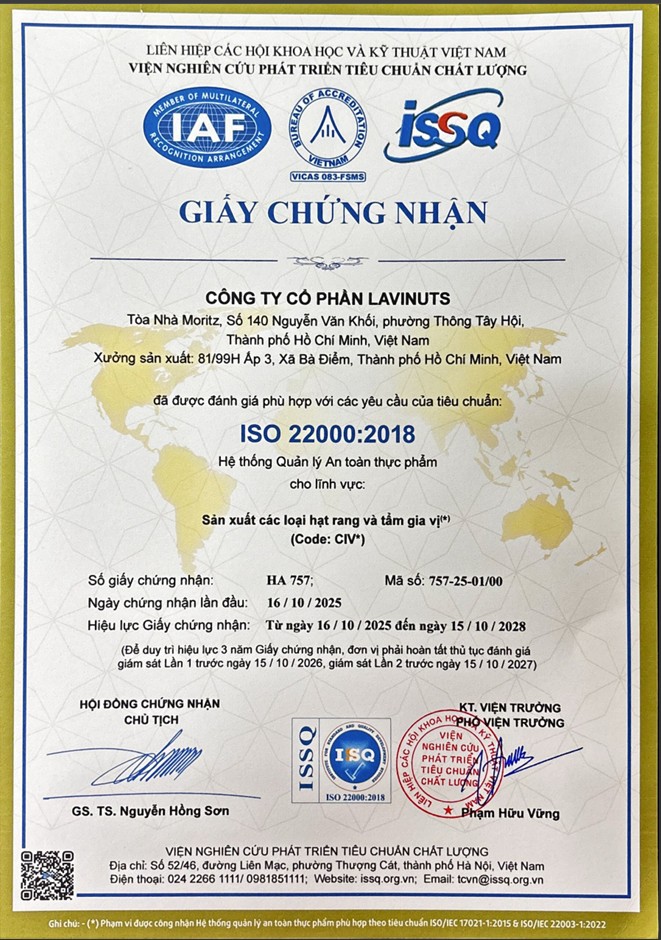 LIÊN HIỆP CÁC HỘI KHOA HỌC VÀ KỸ THUẬT VIỆT NAM
VIỆN NGHIÊN CỨU PHÁT TRIỂN TIÊU CHUẨN CHẤT LƯỢNG
MEMBER OF MULTILATERAL
IAF
RECOGNITION ARRANGEMENT
BUREAU OF ACCREDITATION
VIETNAM
VICAS 083-FSMS
ISSQ
GIẤY CHỨNG NHẬN
CÔNG TY CỔ PHẦN LAVINUTS
Tòa Nhà Moritz, Số 140 Nguyễn Văn Khối, phường Thông Tây Hội,
Thành phố Hồ Chí Minh, Việt Nam
Xưởng sản xuất: 81/99H Ấp 3, Xã Bà Điểm, Thành phố Hồ Chí Minh, Việt Nam
đã được đánh giá phù hợp với các yêu cầu của tiêu chuẩn:
ISO 22000:2018
Hệ thống Quản lý An toàn thực phẩm
cho lĩnh vực:
Sản xuất các loại hạt rang và tẩm gia vị(*)
(Code: CIV*)
Số giấy chứng nhận: HA 757; Mã số: 757-25-01/00
Ngày chứng nhận lần đầu: 16 / 10 / 2025
Hiệu lực Giấy chứng nhận: Từ ngày 16 / 10 / 2025 đến ngày 15 / 10 / 2028
(Để duy trì hiệu lực 3 năm Giấy chứng nhận, đơn vị phải hoàn tất thủ tục đánh giá
giám sát Lần 1 trước ngày 15 / 10 / 2026, giám sát Lần 2 trước ngày 15 / 10 / 2027)
HỘI ĐỒNG CHỨNG NHẬN
CHỦ TỊCH
GS. TS. Nguyễn Hồng Sơn
ISSQ
ISSQ
ISO 22000:2018
KT. VIỆN TRƯỞNG
PHÓ VIỆN TRƯỞNG
LIÊN HIỆP CÁC HỘI KHOA HỌC VÀ KỸ THUẬT VIỆT NAM
VIỆN
NGHIÊN CỨU
PHÁT TRIỂN
TIÊU CHUẨN
CHẤT LƯỢNG
Phạm Hữu Vững
VIỆN NGHIÊN CỨU PHÁT TRIỂN TIÊU CHUẨN CHẤT LƯỢNG
Địa chỉ: Số 52/46, đường Liên Mạc, phường Thượng Cát, thành phố Hà Nội, Việt Nam
Điện thoại: 024 2266 1111/ 0981851111; Website: issq.org.vn; Email: tcvn@issq.org.vn
Ghi chú: - (*) Phạm vi được công nhận Hệ thống quản lý an toàn thực phẩm phù hợp theo tiêu chuẩn ISO/IEC 17021-1:2015 & ISO/IEC 22003-1:2022